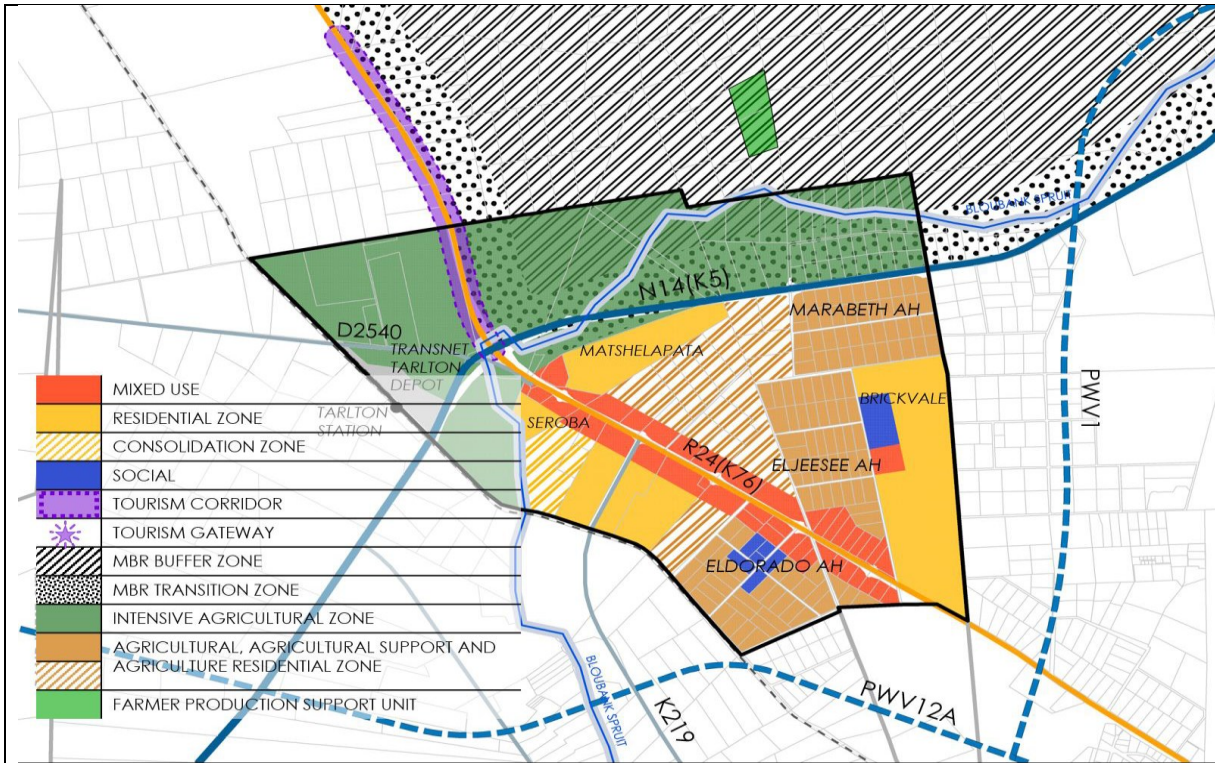 BLOUBANK SPRUIT
N14(K5)
MARABETH AH
D2540
TRANSNET
TARLTON
DEPOT
MATSHELAPATA
PWV1
TARLTON
STATION
SEROBA
BRICKVALE
R24(K76)
ELJEESEE AH
ELDORADO AH
MIXED USE
RESIDENTIAL ZONE
CONSOLIDATION ZONE
SOCIAL
TOURISM CORRIDOR
TOURISM GATEWAY
MBR BUFFER ZONE
MBR TRANSITION ZONE
INTENSIVE AGRICULTURAL ZONE
AGRICULTURAL, AGRICULTURAL SUPPORT AND
AGRICULTURE RESIDENTIAL ZONE
FARMER PRODUCTION SUPPORT UNIT
BLOUBANK SPRUIT
K219
PWV12A